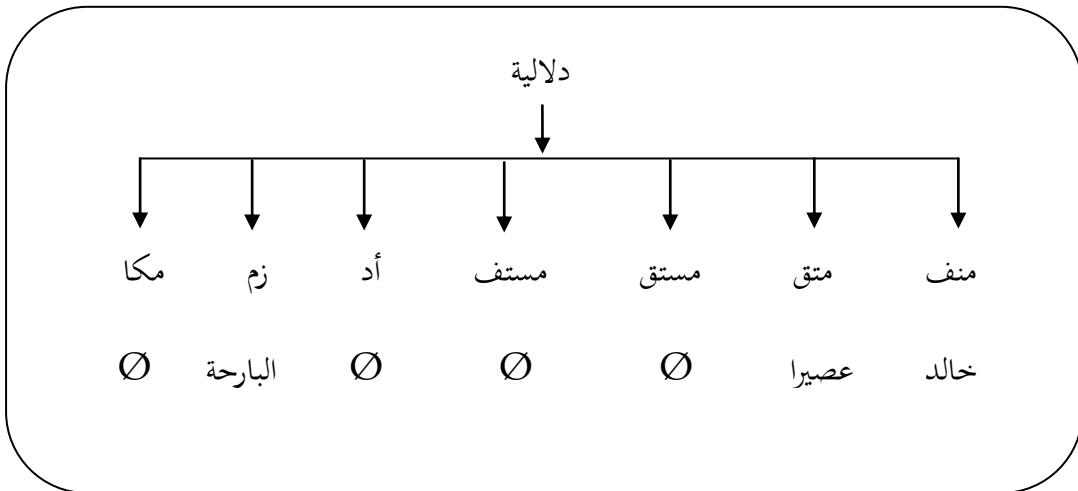 دلالية
منف متق مستق مستف أد زم مكا
خالد عصيرا Ø Ø Ø البارحة Ø